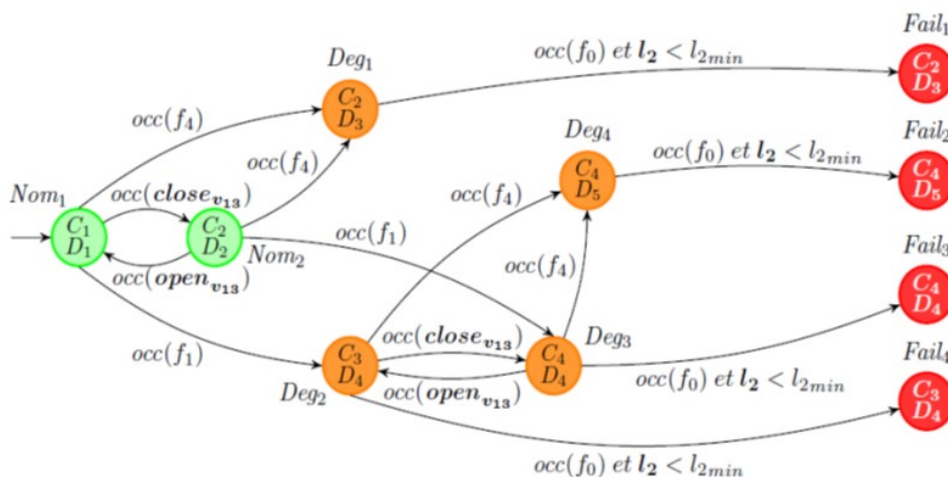 Fail₁
Deg₁
occ(f₀) et l₂ < l₂ₘᵢₙ
C₂
D₃
C₂
D₃
occ(f₄)
Deg₄
Fail₂
occ(f₄)
occ(f₀) et l₂ < l₂ₘᵢₙ
C₄
D₅
C₄
D₅
Nom₁
occ(close_v13)
occ(f₄)
C₁
D₁
C₂
D₂
occ(f₁)
Nom₂
occ(open_v13)
occ(f₄)
Fail₃
C₄
D₄
occ(f₁)
occ(close_v13)
Deg₃
C₃
D₄
C₄
D₄
Deg₂
occ(open_v13)
occ(f₀) et l₂ < l₂ₘᵢₙ
Fail₄
C₃
D₄
occ(f₀) et l₂ < l₂ₘᵢₙ